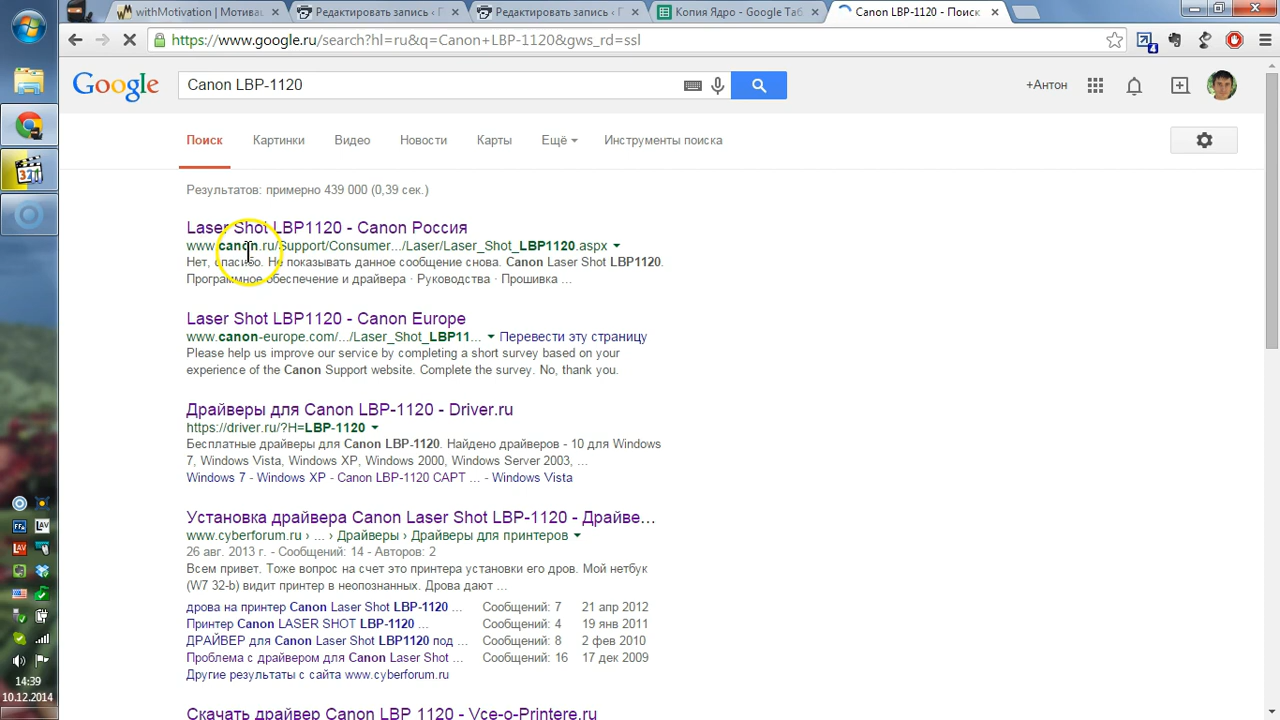 withMotivation | Мотивац
Редактировать запись ‹ Г
Редактировать запись ‹ Г
Копия Ядро - Google Таб
Canon LBP-1120 - Поиск
https://www.google.ru/search?hl=ru&q=Canon+LBP-1120&gws_rd=ssl
Google
Canon LBP-1120
+Антон
Поиск Картинки Видео Новости Карты Ещё Инструменты поиска
Результатов: примерно 439 000 (0,39 сек.)
Laser Shot LBP1120 - Canon Россия
www.canon.ru/Support/Consumer.../Laser/Laser_Shot_LBP1120.aspx
Нет, спасибо. Не показывать данное сообщение снова. Canon Laser Shot LBP1120.
Программное обеспечение и драйвера · Руководства · Прошивка ...
Laser Shot LBP1120 - Canon Europe
www.canon-europe.com/.../Laser_Shot_LBP11... Перевести эту страницу
Please help us improve our service by completing a short survey based on your
experience of the Canon Support website. Complete the survey. No, thank you.
Драйверы для Canon LBP-1120 - Driver.ru
https://driver.ru/?H=LBP-1120
Бесплатные драйверы для Canon LBP-1120. Найдено драйверов - 10 для Windows
7, Windows Vista, Windows XP, Windows 2000, Windows Server 2003, ...
Windows 7 - Windows XP - Canon LBP-1120 CAPT ... - Windows Vista
Установка драйвера Canon Laser Shot LBP-1120 - Драйве...
www.cyberforum.ru › ... › Драйверы › Драйверы для принтеров
26 авг. 2013 г. - Сообщений: 14 - Авторов: 2
Всем привет. Тоже вопрос на счет это принтера установки его дров. Мой нетбук
(W7 32-b) видит принтер в неопознанных. Дрова дают ...
дрова на принтер Canon Laser Shot LBP-1120 ... Сообщений: 7 21 апр 2012
Принтер Canon LASER SHOT LBP-1120 ... Сообщений: 4 19 янв 2011
ДРАЙВЕР для Canon Laser Shot LBP1120 под ... Сообщений: 8 2 фев 2010
Проблема с драйвером для Canon Laser Shot ... Сообщений: 16 17 дек 2009
Другие результаты с сайта www.cyberforum.ru
Скачать драйвер Canon LBP 1120 - Vce-o-Printere.ru
321
LAV
LAV
14:39
10.12.2014